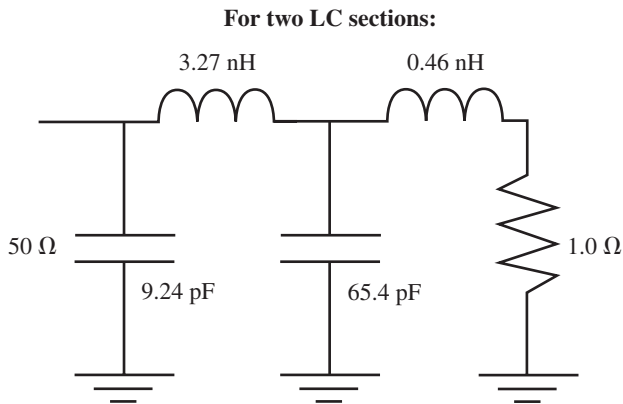 For two LC sections:
3.27 nH
0.46 nH
50 Ω
9.24 pF
65.4 pF
1.0 Ω